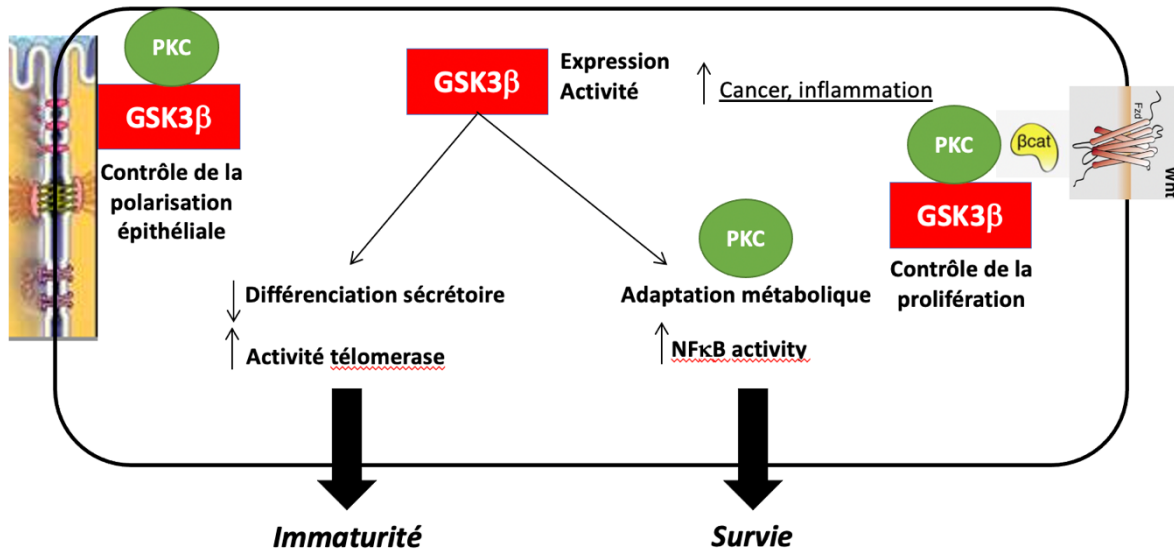 PKC
GSK3β
Contrôle de la
polarisation
épithéliale
GSK3β
Expression
Activité
↑ Cancer, inflammation
PKC
βcat
Fzd
Wnt
GSK3β
Contrôle de la
prolifération
PKC
↓ Différenciation sécrétoire
↑ Activité télomerase
Adaptation métabolique
↑ NFκB activity
Immaturité
Survie